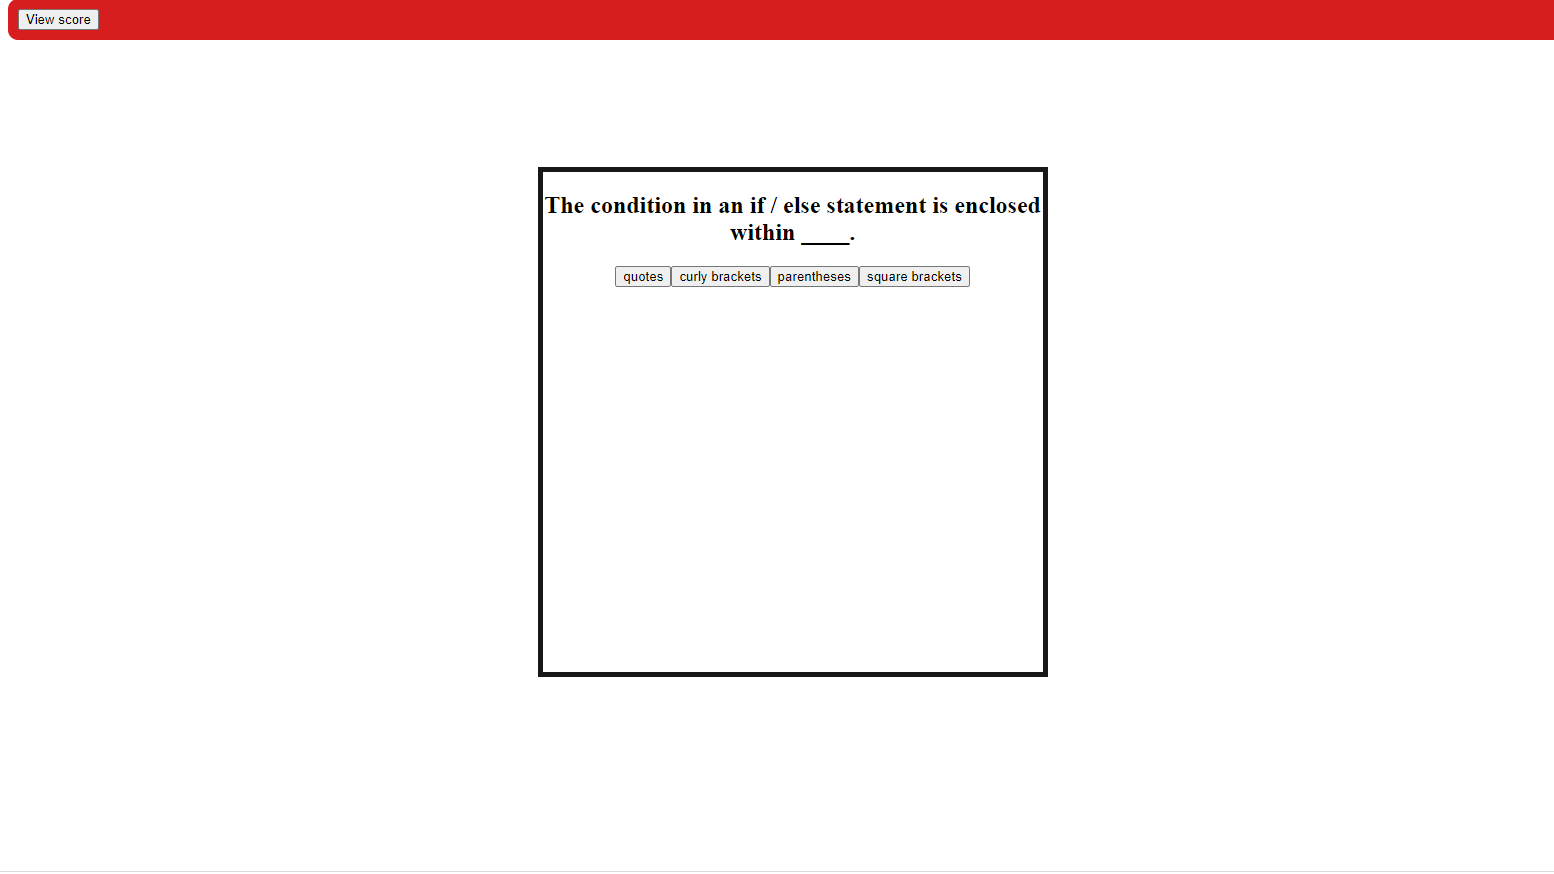 View score
The condition in an if / else statement is enclosed
within ____.
quotes curly brackets parentheses square brackets